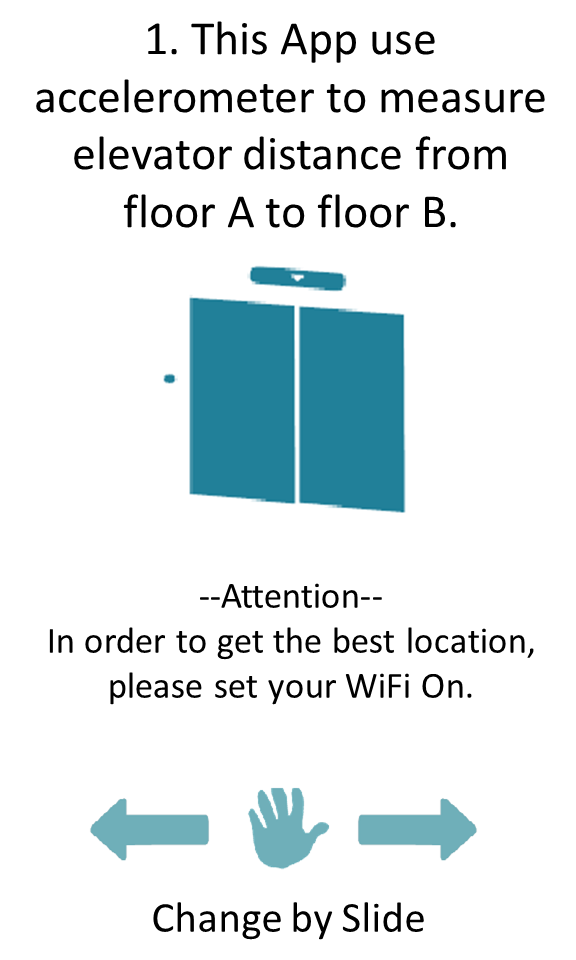 1. This App use
accelerometer to measure
elevator distance from
floor A to floor B.
--Attention--
In order to get the best location,
please set your WiFi On.
Change by Slide